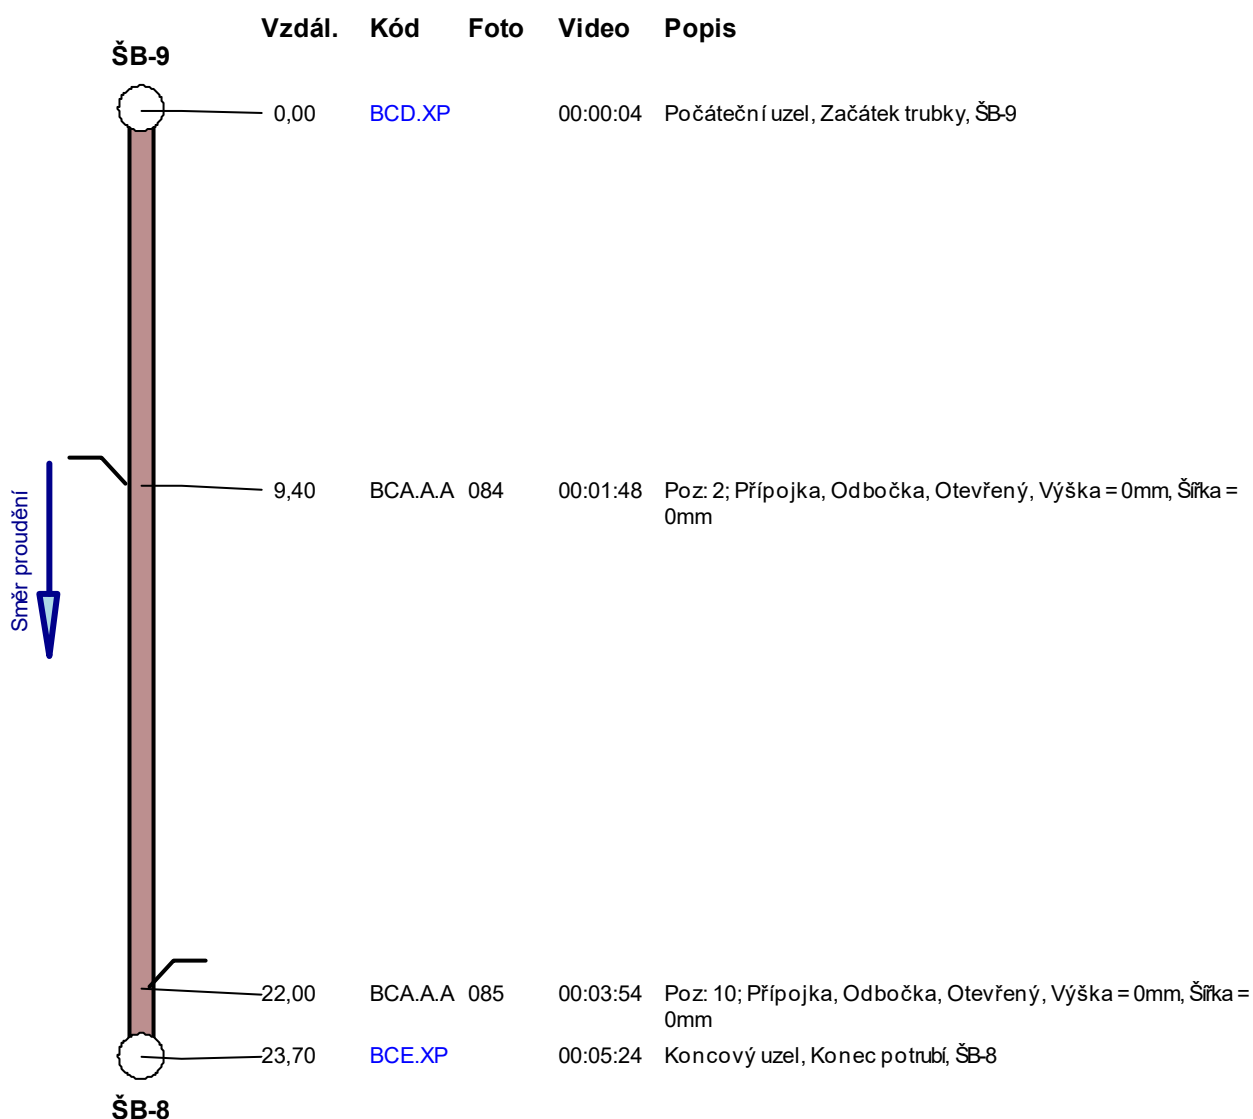 Vzdál. Kód Foto Video Popis
ŠB-9
0,00 BCD.XP 00:00:04 Počáteční uzel, Začátek trubky, ŠB-9
Směr proudění
9,40 BCA.A.A 084 00:01:48 Poz: 2; Přípojka, Odbočka, Otevřený, Výška = 0mm, Šířka =
0mm
22,00 BCA.A.A 085 00:03:54 Poz: 10; Přípojka, Odbočka, Otevřený, Výška = 0mm, Šířka =
0mm
23,70 BCE.XP 00:05:24 Koncový uzel, Konec potrubí, ŠB-8
ŠB-8